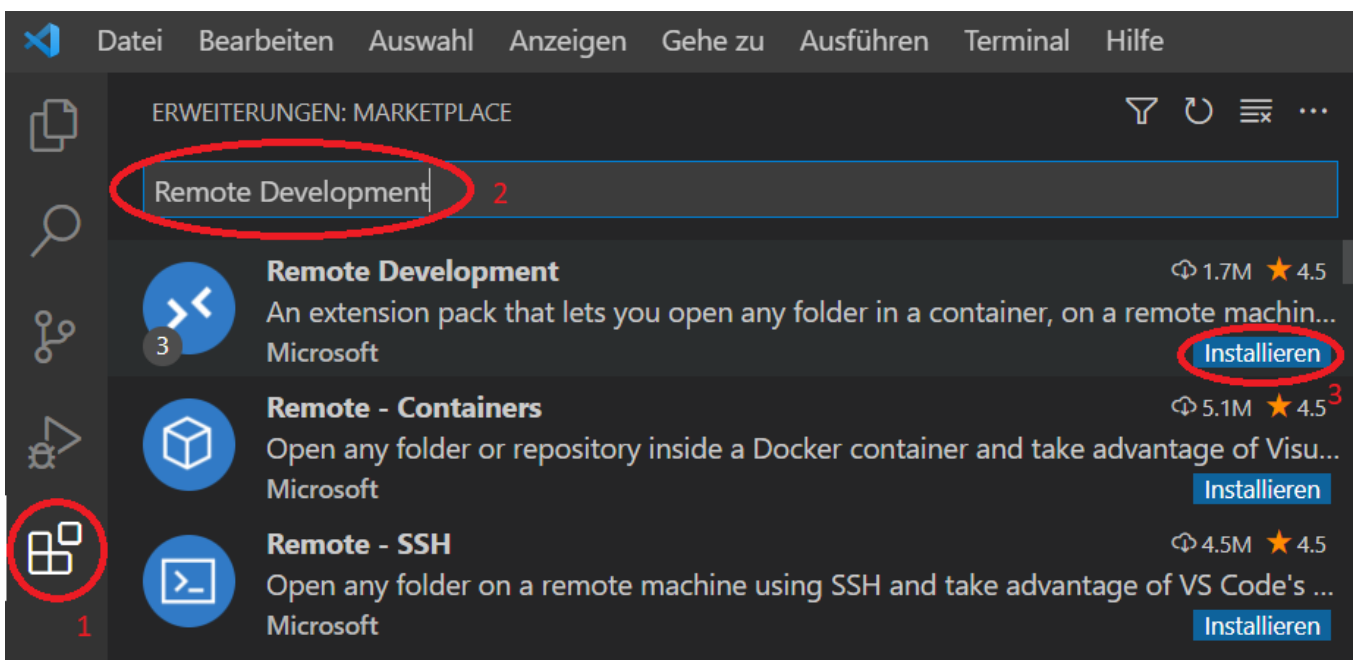 Datei Bearbeiten Auswahl Anzeigen Gehe zu Ausführen Terminal Hilfe
ERWEITERUNGEN: MARKETPLACE
Remote Development 2
Remote Development 1.7M 4.5
An extension pack that lets you open any folder in a container, on a remote machin...
3 Microsoft Installieren
3
Remote - Containers 5.1M 4.5
Open any folder or repository inside a Docker container and take advantage of Visu...
Microsoft Installieren
Remote - SSH 4.5M 4.5
Open any folder on a remote machine using SSH and take advantage of VS Code's ...
1 Microsoft Installieren